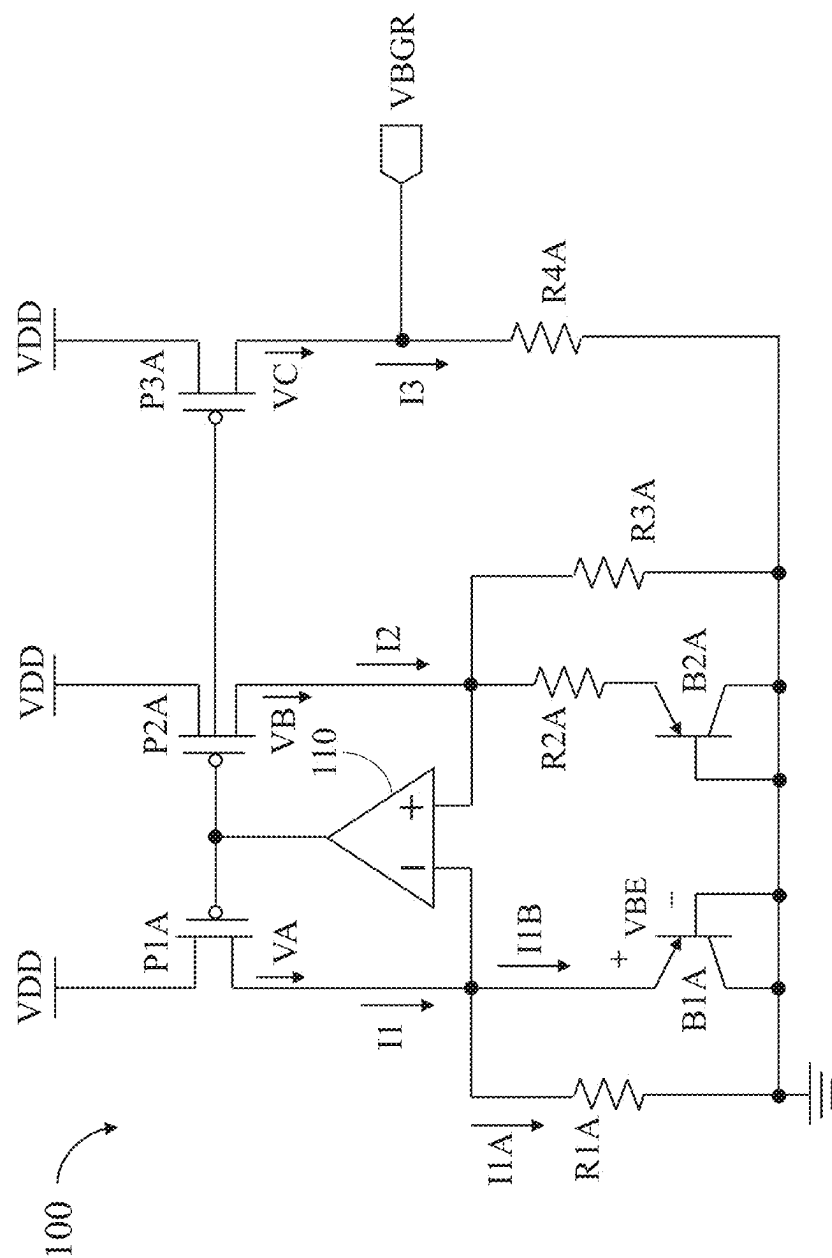 100
VDD
VDD
VDD
P1A
P2A
P3A
VA
VB
VC
110
I1
I2
I3
VBGR
− +
I1A
I1B
R1A
+
VBE
−
B1A
R2A
B2A
R3A
R4A